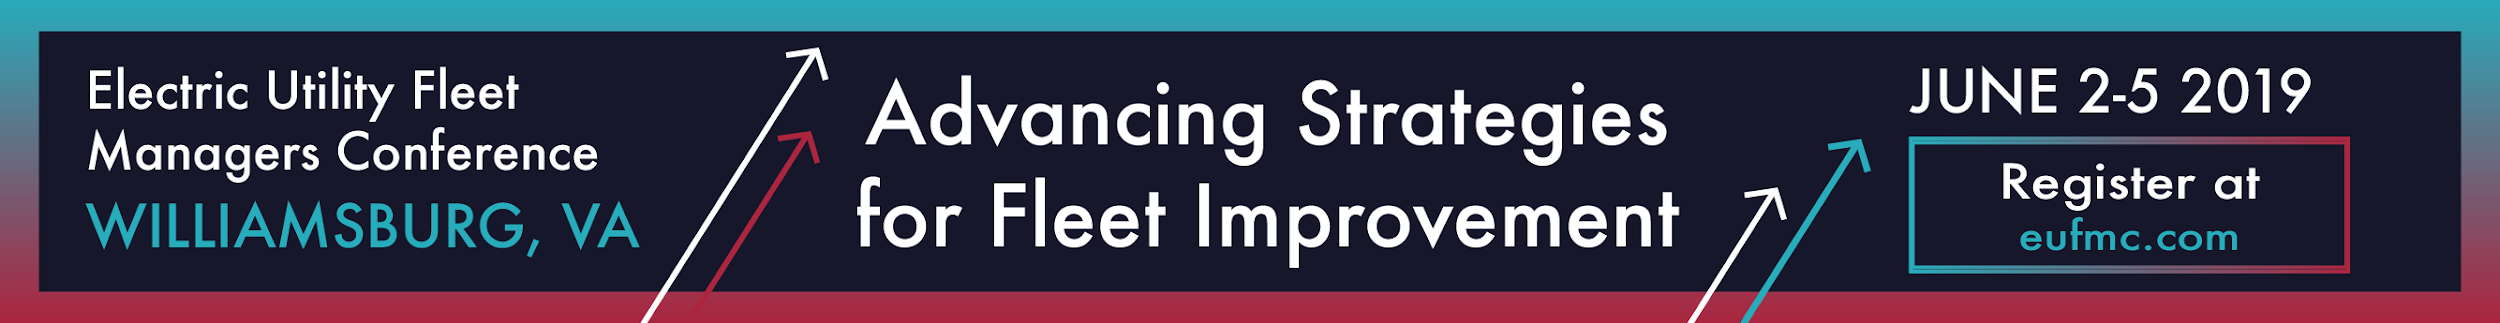 Electric Utility Fleet
Managers Conference
WILLIAMSBURG, VA
Advancing Strategies
for Fleet Improvement
JUNE 2-5 2019
Register at
eufmc.com